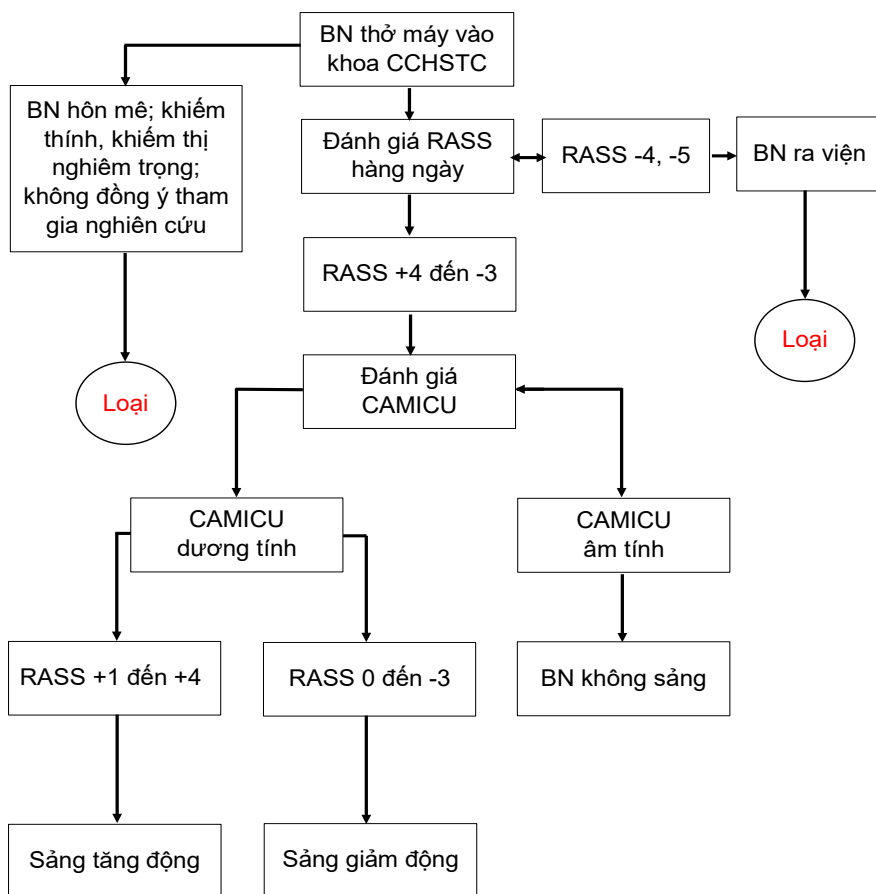 BN thở máy vào
khoa CCHSTC
BN hôn mê; khiếm
thính, khiếm thị
nghiêm trọng;
không đồng ý tham
gia nghiên cứu
Đánh giá RASS
hàng ngày
RASS -4, -5
BN ra viện
RASS +4 đến -3
Loại
Loại
Đánh giá
CAMICU
CAMICU
dương tính
CAMICU
âm tính
RASS +1 đến +4
RASS 0 đến -3
BN không sảng
Sảng tăng động
Sảng giảm động